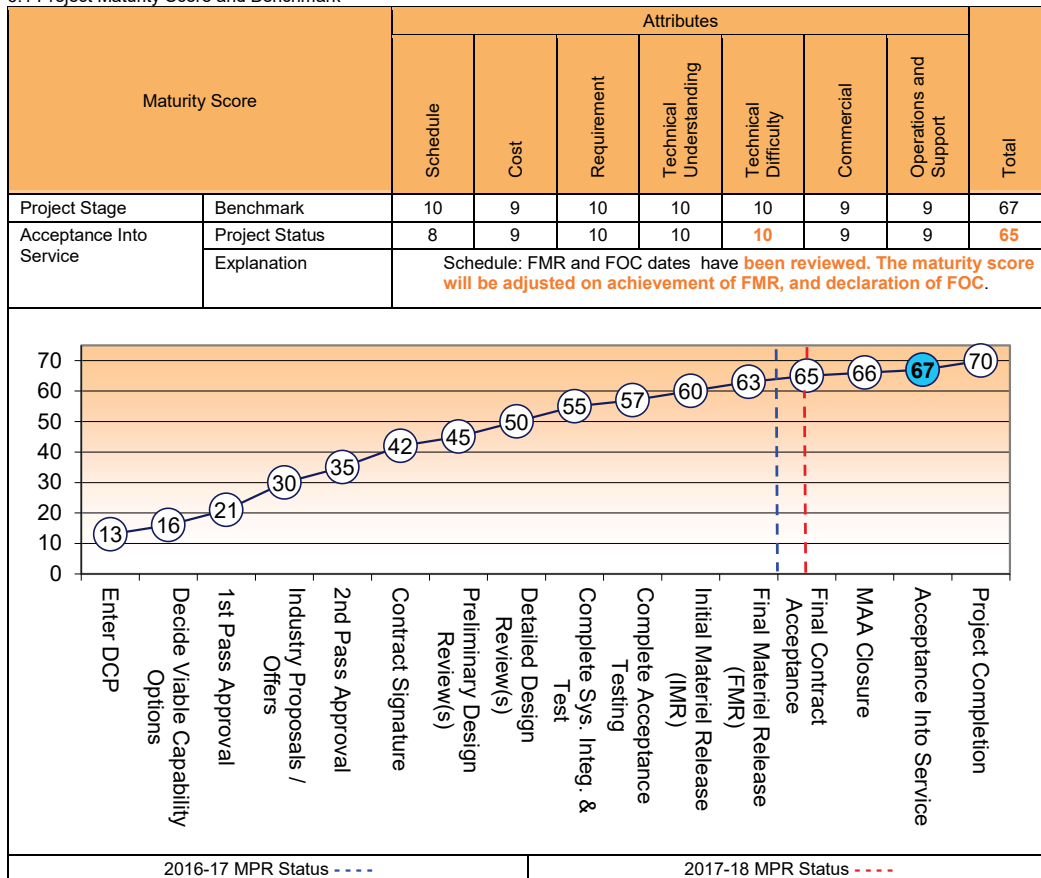 Maturity Score
Attributes
Schedule
Cost
Requirement
Technical
Understanding
Technical
Difficulty
Commercial
Operations and
Support
Total
Project Stage Benchmark 10 9 10 10 10 9 9 67
Acceptance Into
Service
Project Status 8 9 10 10 10 9 9 65
Explanation
Schedule: FMR and FOC dates have been reviewed. The maturity score
will be adjusted on achievement of FMR, and declaration of FOC.
70
60
50
40
30
20
10
0
13 16 21 30 35 42 45 50 55 57 60 63 65 66 67 70
Enter DCP
Decide Viable Capability
Options
1st Pass Approval
Industry Proposals /
Offers
2nd Pass Approval
Contract Signature
Preliminary Design
Review(s)
Detailed Design
Review(s)
Complete Sys. Integ. &
Test
Complete Acceptance
Testing
Initial Materiel Release
(IMR)
Final Materiel Release
(FMR)
Final Contract
Acceptance
MAA Closure
Acceptance Into Service
Project Completion
2016-17 MPR Status - - - -
2017-18 MPR Status - - - -